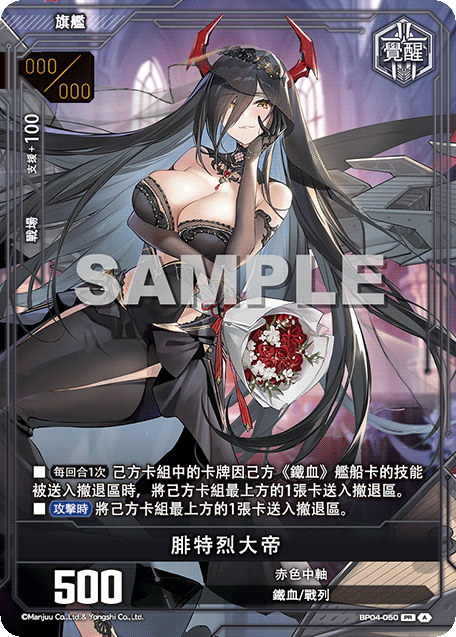 旗艦
覺醒
000/000
支援+100
戰場
SAMPLE
■ 每回合1次 己方卡組中的卡牌因己方《鐵血》艦船卡的技能
被送入撤退區時，將己方卡組最上方的1張卡送入撤退區。
■ 攻擊時 將己方卡組最上方的1張卡送入撤退區。
腓特烈大帝
500
赤色中軸
鐵血/戰列
©Manjuu Co.,Ltd.& Yongshi Co.,Ltd.
BP04-050 PR A